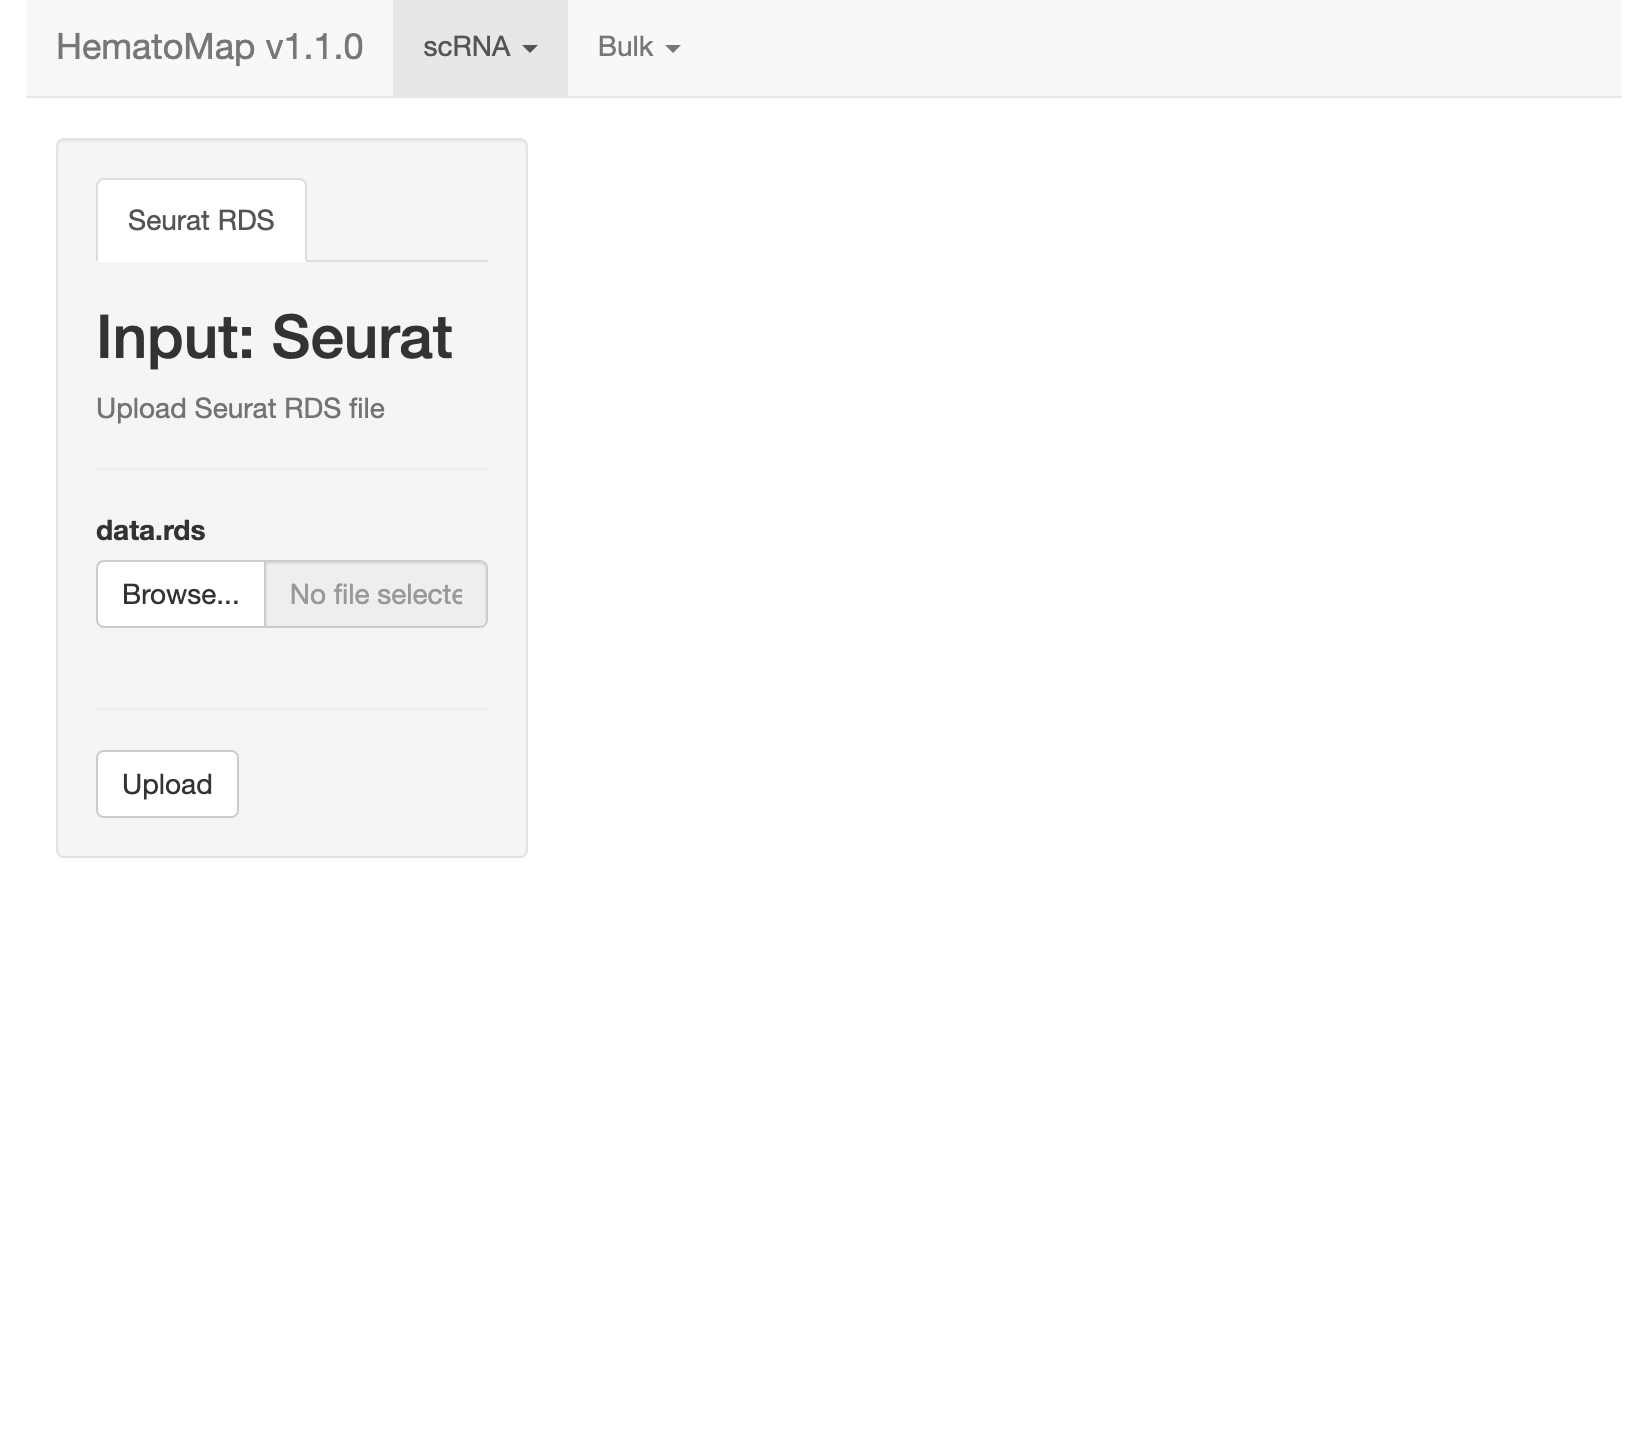 HematoMap v1.1.0 scRNA Bulk
Seurat RDS
Input: Seurat
Upload Seurat RDS file
data.rds
Browse... No file selecte
Upload